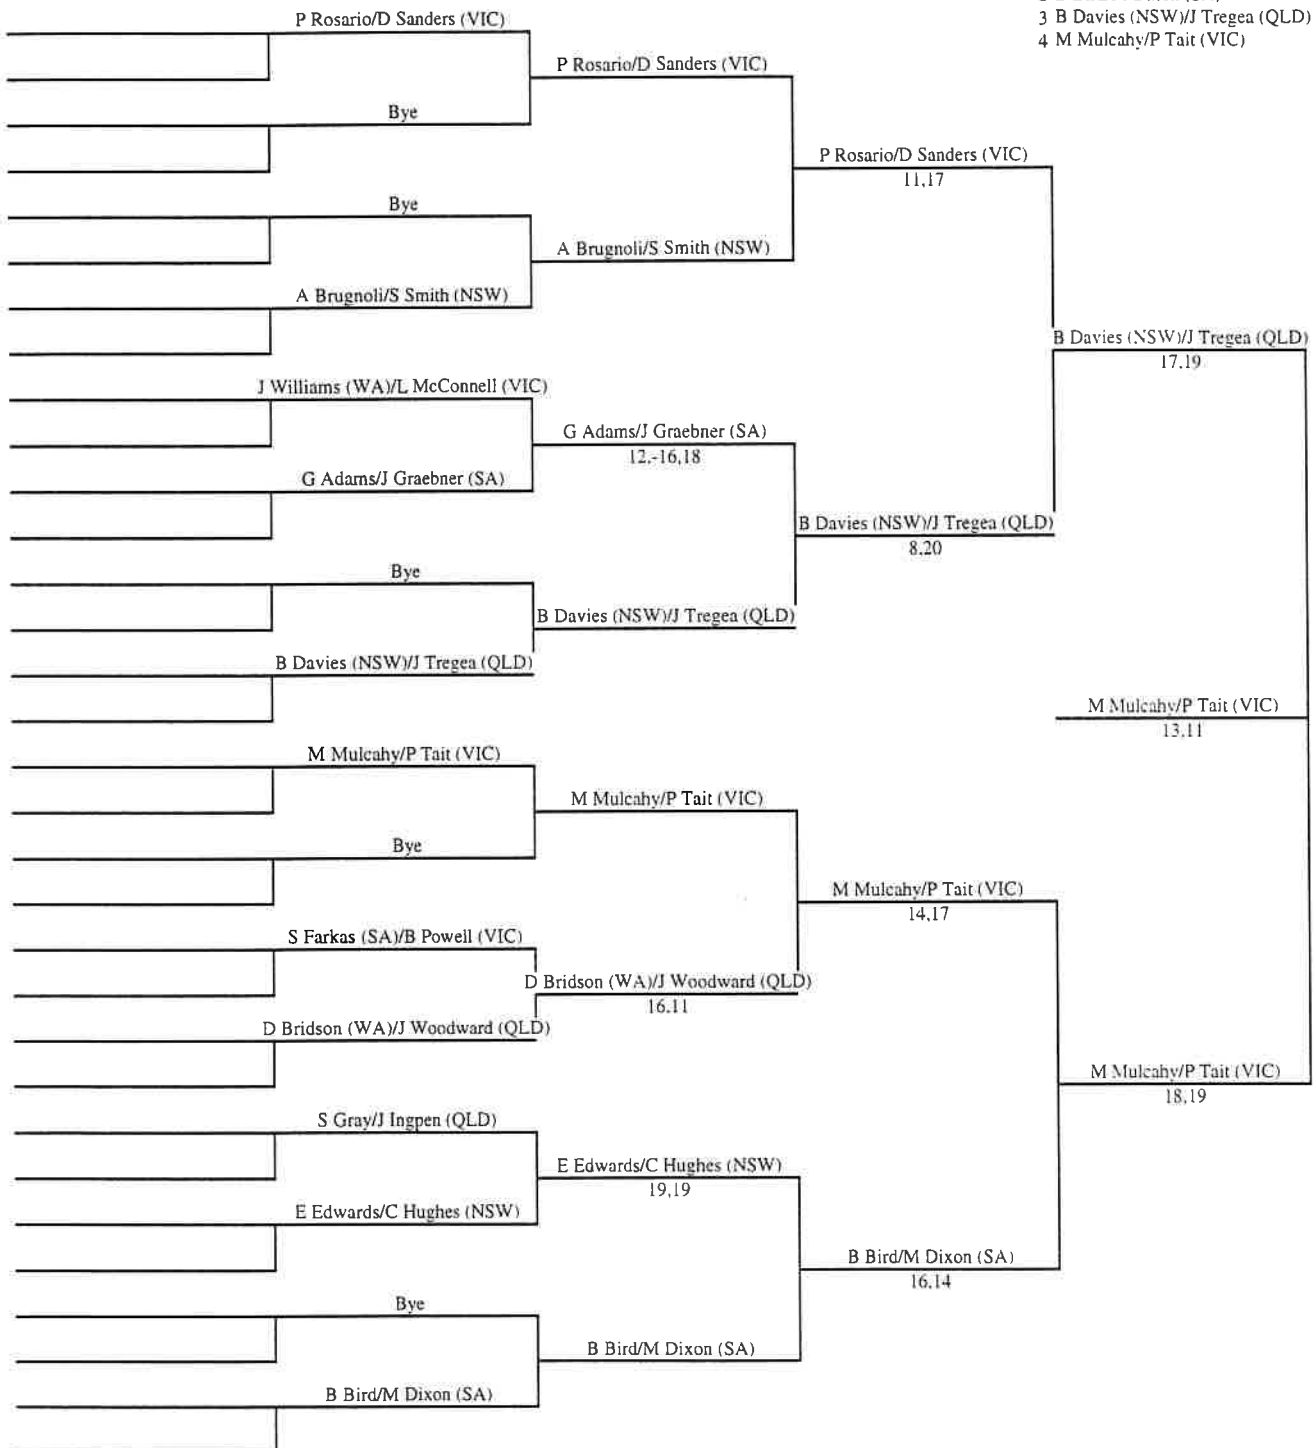 3 B Davies (NSW)/J Tregea (QLD)
4 M Mulcahy/P Tait (VIC)
P Rosario/D Sanders (VIC)
P Rosario/D Sanders (VIC)
Bye
P Rosario/D Sanders (VIC)
11,17
Bye
A Brugnoli/S Smith (NSW)
A Brugnoli/S Smith (NSW)
B Davies (NSW)/J Tregea (QLD)
17,19
J Williams (WA)/L McConnell (VIC)
G Adams/J Graebner (SA)
12,-16,18
G Adams/J Graebner (SA)
B Davies (NSW)/J Tregea (QLD)
8,20
Bye
B Davies (NSW)/J Tregea (QLD)
B Davies (NSW)/J Tregea (QLD)
M Mulcahy/P Tait (VIC)
13,11
M Mulcahy/P Tait (VIC)
M Mulcahy/P Tait (VIC)
Bye
M Mulcahy/P Tait (VIC)
14,17
S Farkas (SA)/B Powell (VIC)
D Bridson (WA)/J Woodward (QLD)
16,11
D Bridson (WA)/J Woodward (QLD)
M Mulcahy/P Tait (VIC)
18,19
S Gray/J Ingpen (QLD)
E Edwards/C Hughes (NSW)
19,19
E Edwards/C Hughes (NSW)
B Bird/M Dixon (SA)
16,14
Bye
B Bird/M Dixon (SA)
B Bird/M Dixon (SA)